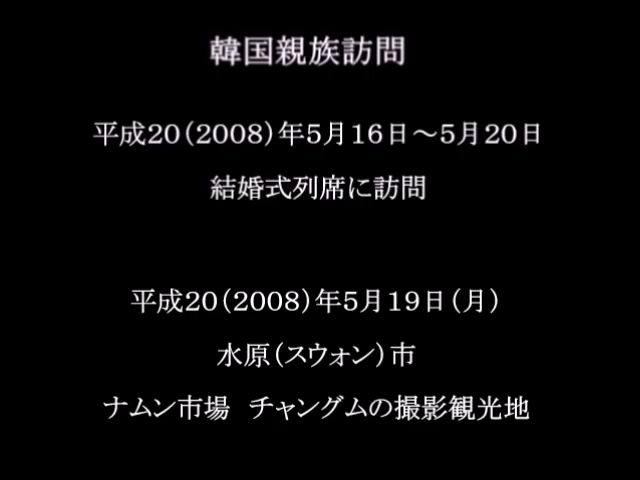 韓国親族訪問
平成20(2008)年5月16日～5月20日
結婚式列席に訪問
平成20(2008)年5月19日(月)
水原(スウォン)市
ナムン市場　チャングムの撮影観光地